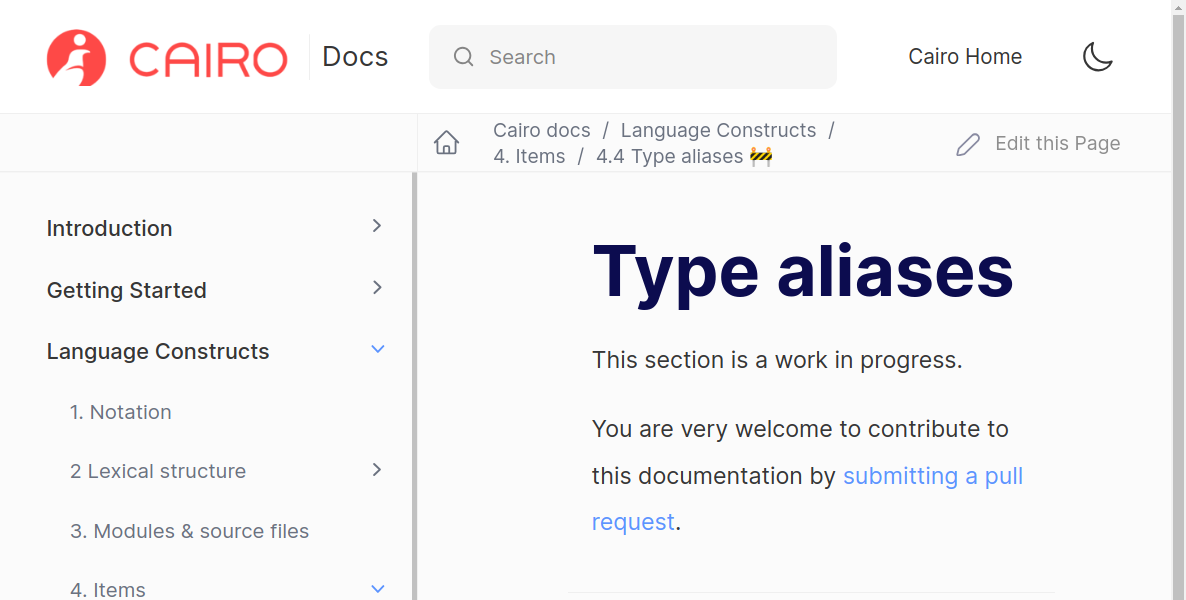 CAIRO Docs
Search
Cairo Home
Cairo docs / Language Constructs /
4. Items / 4.4 Type aliases 🚧
Edit this Page
Introduction
Getting Started
Language Constructs
1. Notation
2 Lexical structure
3. Modules & source files
4. Items
Type aliases
This section is a work in progress.
You are very welcome to contribute to
this documentation by submitting a pull
request.